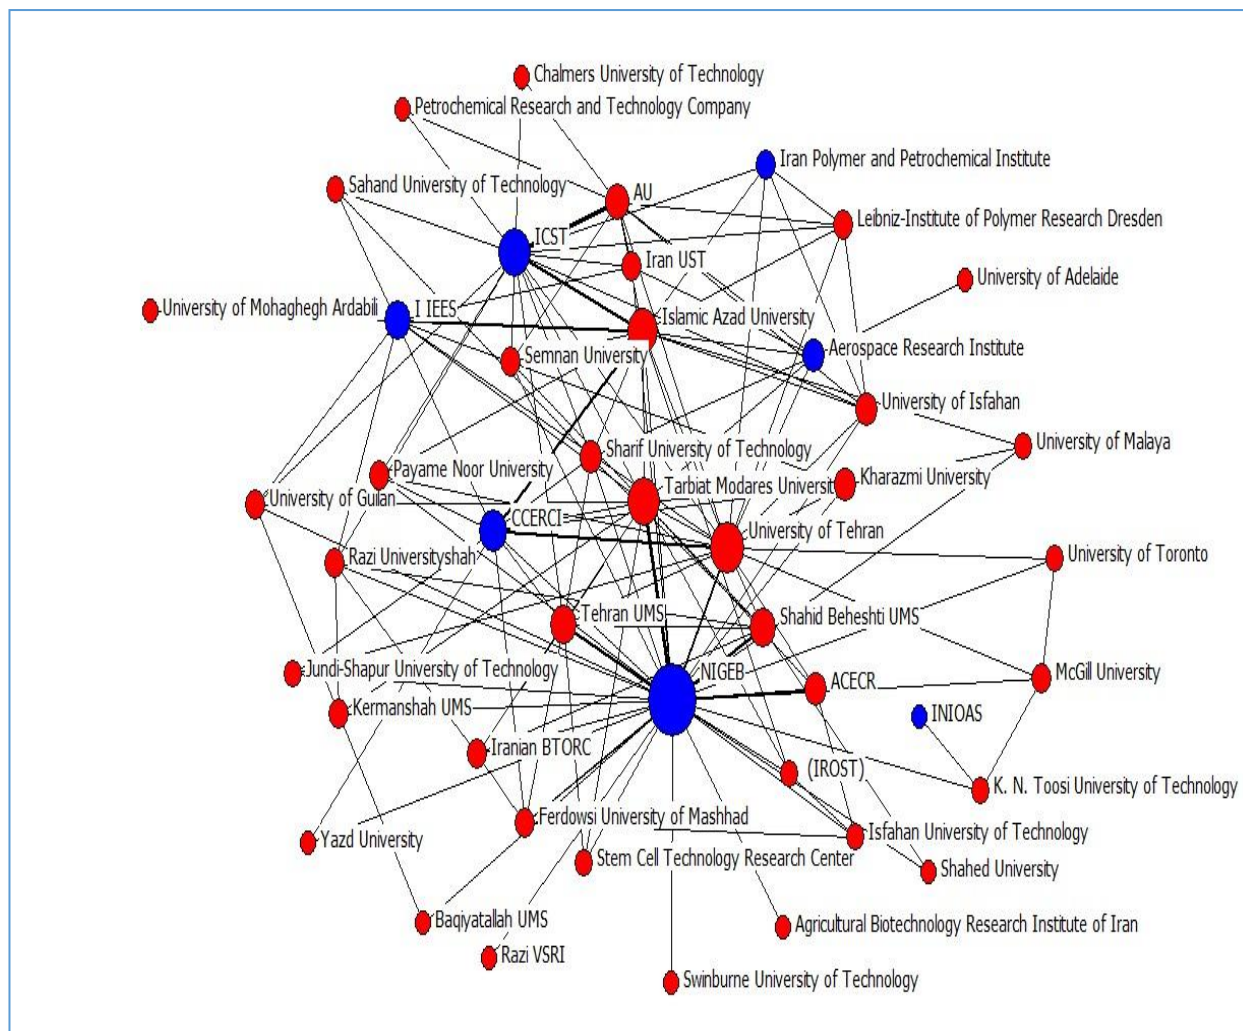 Chalmers University of Technology
Petrochemical Research and Technology Company
Iran Polymer and Petrochemical Institute
Sahand University of Technology
AU
Leibniz-Institute of Polymer Research Dresden
ICST
Iran UST
University of Adelaide
University of Mohaghegh Ardabili
I IEES
Islamic Azad University
Semnan University
Aerospace Research Institute
University of Isfahan
University of Malaya
Sharif University of Technology
Payame Noor University
Kharazmi University
Tarbiat Modares University
University of Guilan
CCERCI
University of Tehran
Razi Universityshah
University of Toronto
Tehran UMS
Shahid Beheshti UMS
Jundi-Shapur University of Technology
NIGEB
ACECR
McGill University
Kermanshah UMS
INIOAS
Iranian BTORC
(IROST)
K. N. Toosi University of Technology
Ferdowsi University of Mashhad
Isfahan University of Technology
Yazd University
Stem Cell Technology Research Center
Shahed University
Baqiyatallah UMS
Agricultural Biotechnology Research Institute of Iran
Razi VSRI
Swinburne University of Technology